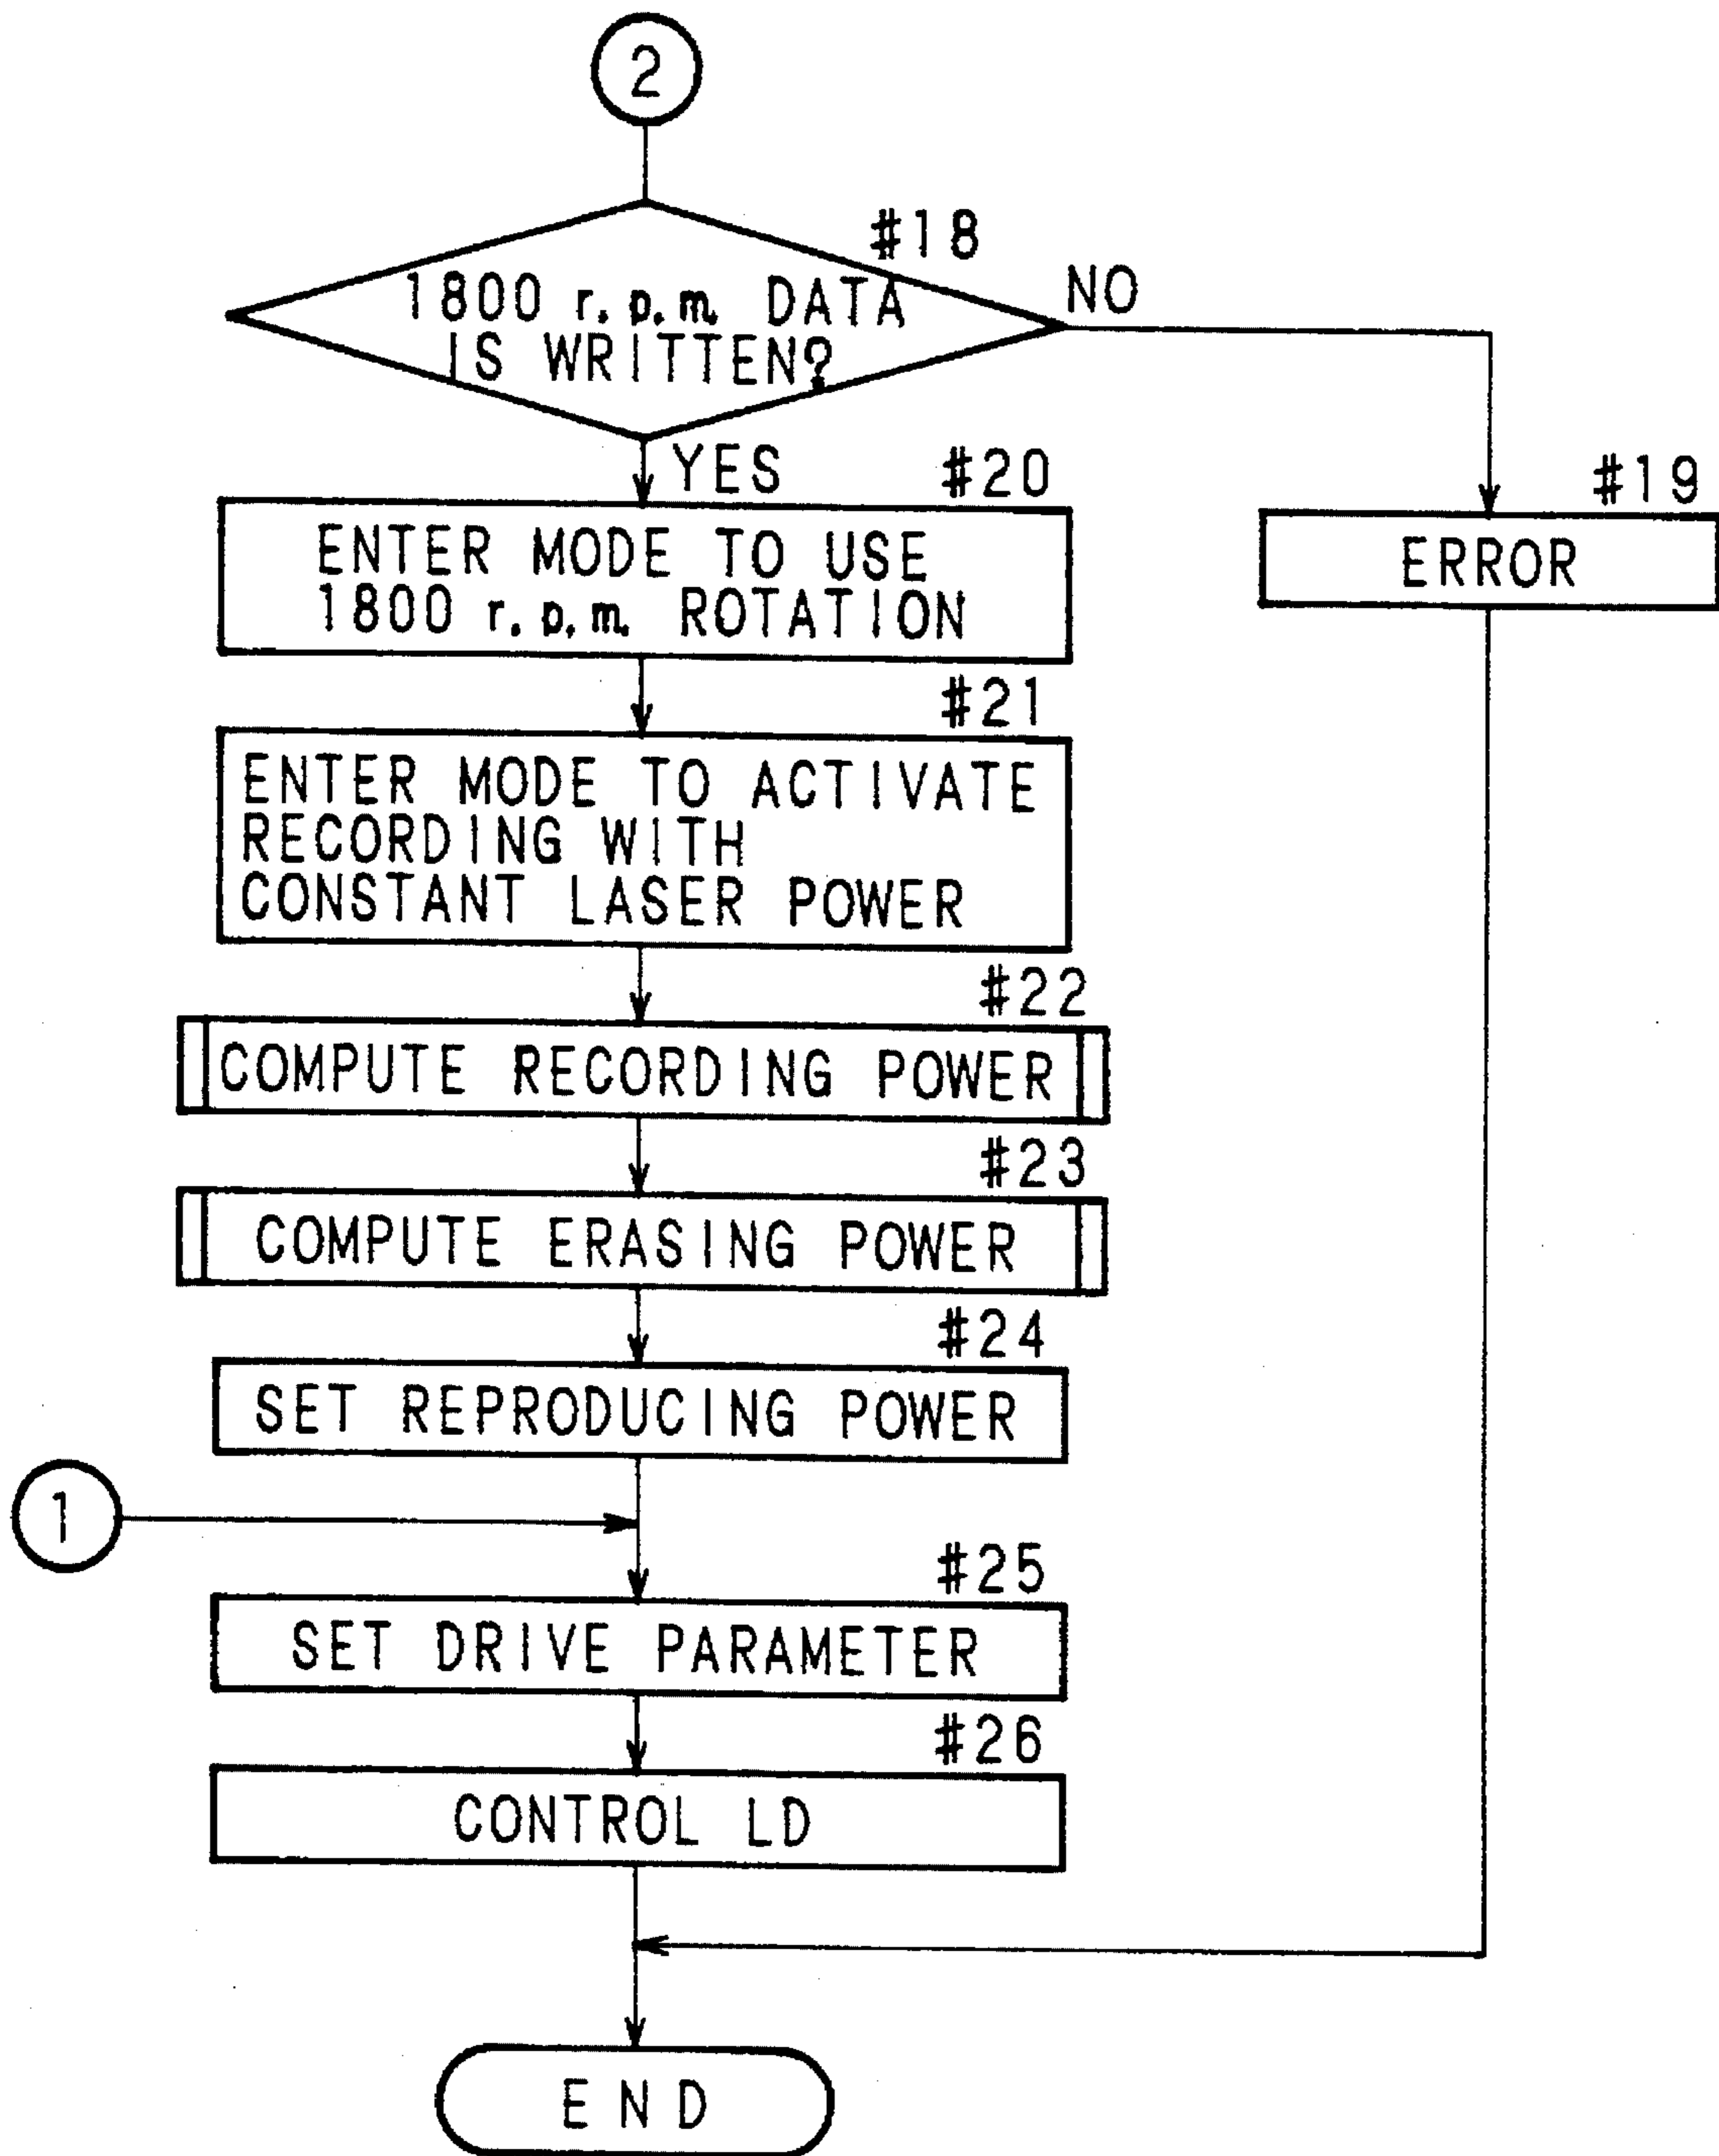 2
#18
1800 r.p.m. DATA
IS WRITTEN?
NO
YES
#20
#19
ENTER MODE TO USE
1800 r.p.m. ROTATION
ERROR
#21
ENTER MODE TO ACTIVATE
RECORDING WITH
CONSTANT LASER POWER
#22
COMPUTE RECORDING POWER
#23
COMPUTE ERASING POWER
#24
SET REPRODUCING POWER
1
#25
SET DRIVE PARAMETER
#26
CONTROL LD
END